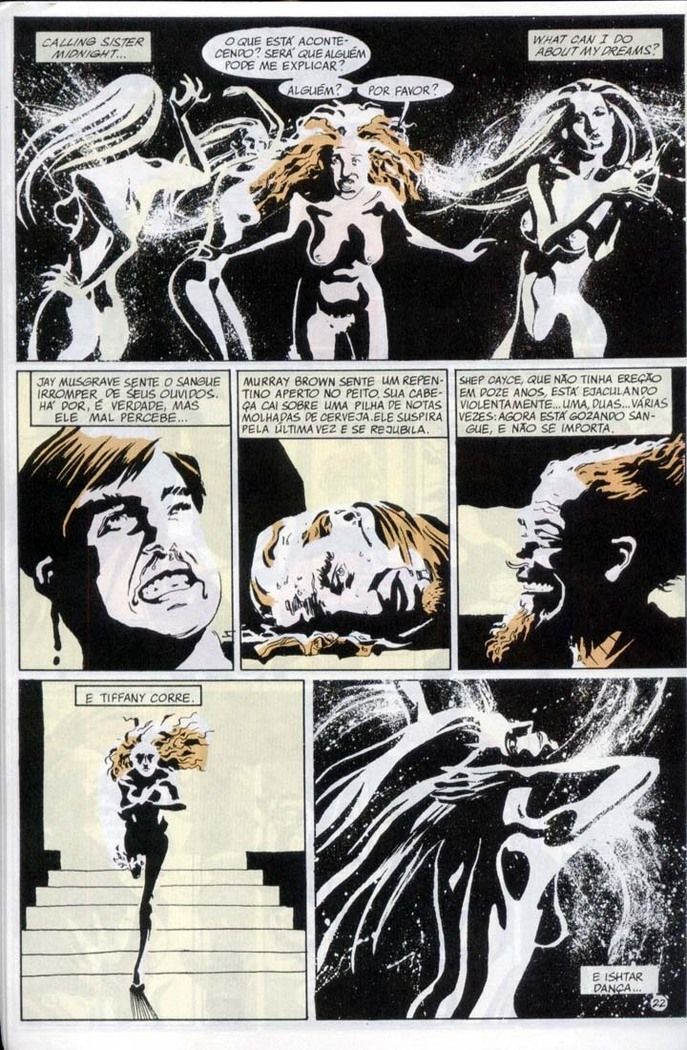 CALLING SISTER
MIDNIGHT...
O QUE ESTÁ ACONTE-
CENDO? SERÁ QUE ALGUÉM
PODE ME EXPLICAR?
ALGUÉM?
POR FAVOR?
WHAT CAN I DO
ABOUT MY DREAMS?
JAY MUSGRAVE SENTE O SANGUE
IRROMPER DE SEUS OUVIDOS.
HÁ DOR, É VERDADE, MAS
ELE MAL PERCEBE...
MURRAY BROWN SENTE UM REPEN-
TINO APERTO NO PEITO. SUA CABE-
ÇA CAI SOBRE UMA PILHA DE NOTAS
MOLHADAS DE CERVEJA. ELE SUSPIRA
PELA ÚLTIMA VEZ E SE REJUBILA.
SHEP CAYCE, QUE NÃO TINHA EREÇÃO
EM DOZE ANOS, ESTÁ EJACULANDO
VIOLENTAMENTE... UMA, DUAS... VÁRIAS
VEZES: AGORA ESTÁ GOZANDO SAN-
GUE, E NÃO SE IMPORTA.
E TIFFANY CORRE.
E ISHTAR
DANÇA...
22